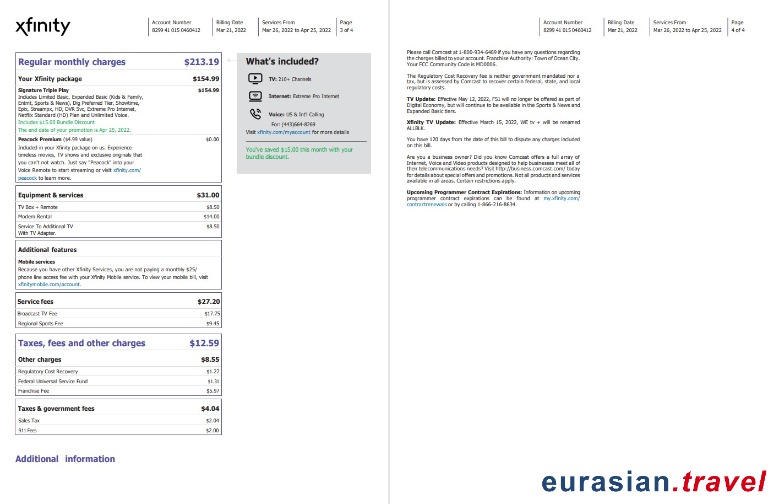 xfinity
Account Number
8299 41 015 0460412
Billing Date
Mar 21, 2022
Services From
Mar 26, 2022 to Apr 25, 2022
Page
3 of 4
Regular monthly charges $213.19
Your Xfinity package $154.99
Signature Triple Play $154.99
Includes Limited Basic, Expanded Basic (Kids & Family,
Entmt, Sports & News), Dig Preferred Tier, Showtime,
Epix, Streampx, HD, DVR Svc, Extreme Pro Internet,
Netflix Standard (HD) Plan and Unlimited Voice.
Includes $15.00 Bundle Discount
The end date of your promotion is Apr 25, 2022.
Peacock Premium ($4.99 value) $0.00
Included in your Xfinity package on us. Experience
timeless movies, TV shows and exclusive originals that
you can't watch. Just say "Peacock" into your
Voice Remote to start streaming or visit xfinity.com/
peacock to learn more.
Equipment & services $31.00
TV Box + Remote $8.50
Modem Rental $14.00
Service To Additional TV $8.50
With TV Adapter.
Additional features
Mobile services
Because you have other Xfinity Services, you are not paying a monthly $25/
phone line access fee with your Xfinity Mobile service. To view your mobile bill, visit
xfinitymobile.com/account.
Service fees $27.20
Broadcast TV Fee $17.75
Regional Sports Fee $9.45
Taxes, fees and other charges $12.59
Other charges $8.55
Regulatory Cost Recovery $1.27
Federal Universal Service Fund $1.31
Franchise Fee $5.97
Taxes & government fees $4.04
Sales Tax $2.04
911 Fees $2.00
Additional information
What's included?
TV: 210+ Channels
Internet: Extreme Pro Internet
Voice: US & Int'l Calling
For: (443)664-8269
Visit xfinity.com/myaccount for more details
You've saved $15.00 this month with your
bundle discount.
Account Number
8299 41 015 0460412
Billing Date
Mar 21, 2022
Services From
Mar 26, 2022 to Apr 25, 2022
Page
4 of 4
Please call Comcast at 1-800-934-6489 if you have any questions regarding
the charges billed to your account. Franchise Authority: Town of Ocean City.
Your FCC Community Code is MD0006.
The Regulatory Cost Recovery fee is neither government mandated nor a
tax, but is assessed by Comcast to recover certain federal, state, and local
regulatory costs.
TV Update: Effective May 12, 2022, FS1 will no longer be offered as part of
Digital Economy, but will continue to be available in the Sports & News and
Expanded Basic tiers.
Xfinity TV Update: Effective March 15, 2022, WE tv + will be renamed
ALLBLK.
You have 120 days from the date of this bill to dispute any charges included
on this bill.
Are you a business owner? Did you know Comcast offers a full array of
Internet, Voice and Video products designed to help businesses meet all of
their telecommunications needs? Visit http://business.comcast.com/ today
for details about special offers and promotions. Not all products and services
available in all areas. Certain restrictions apply.
Upcoming Programmer Contract Expirations: Information on upcoming
programmer contract expirations can be found at my.xfinity.com/
contractrenewals or by calling 1-866-216-8634.
eurasian.travel